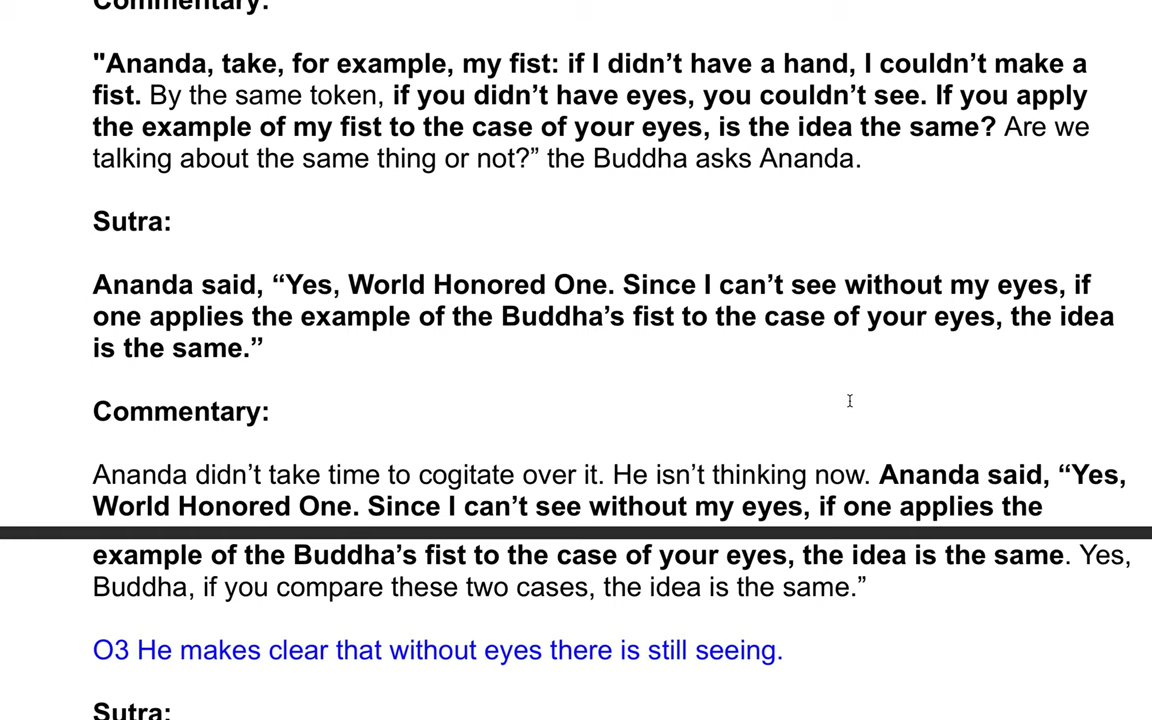 Commentary:
"Ananda, take, for example, my fist: if I didn’t have a hand, I couldn’t make a
fist. By the same token, if you didn’t have eyes, you couldn’t see. If you apply
the example of my fist to the case of your eyes, is the idea the same? Are we
talking about the same thing or not?” the Buddha asks Ananda.
Sutra:
Ananda said, “Yes, World Honored One. Since I can’t see without my eyes, if
one applies the example of the Buddha’s fist to the case of your eyes, the idea
is the same.”
Commentary:
Ananda didn’t take time to cogitate over it. He isn’t thinking now. Ananda said, “Yes,
World Honored One. Since I can’t see without my eyes, if one applies the
example of the Buddha’s fist to the case of your eyes, the idea is the same. Yes,
Buddha, if you compare these two cases, the idea is the same.”
O3 He makes clear that without eyes there is still seeing.
Sutra: